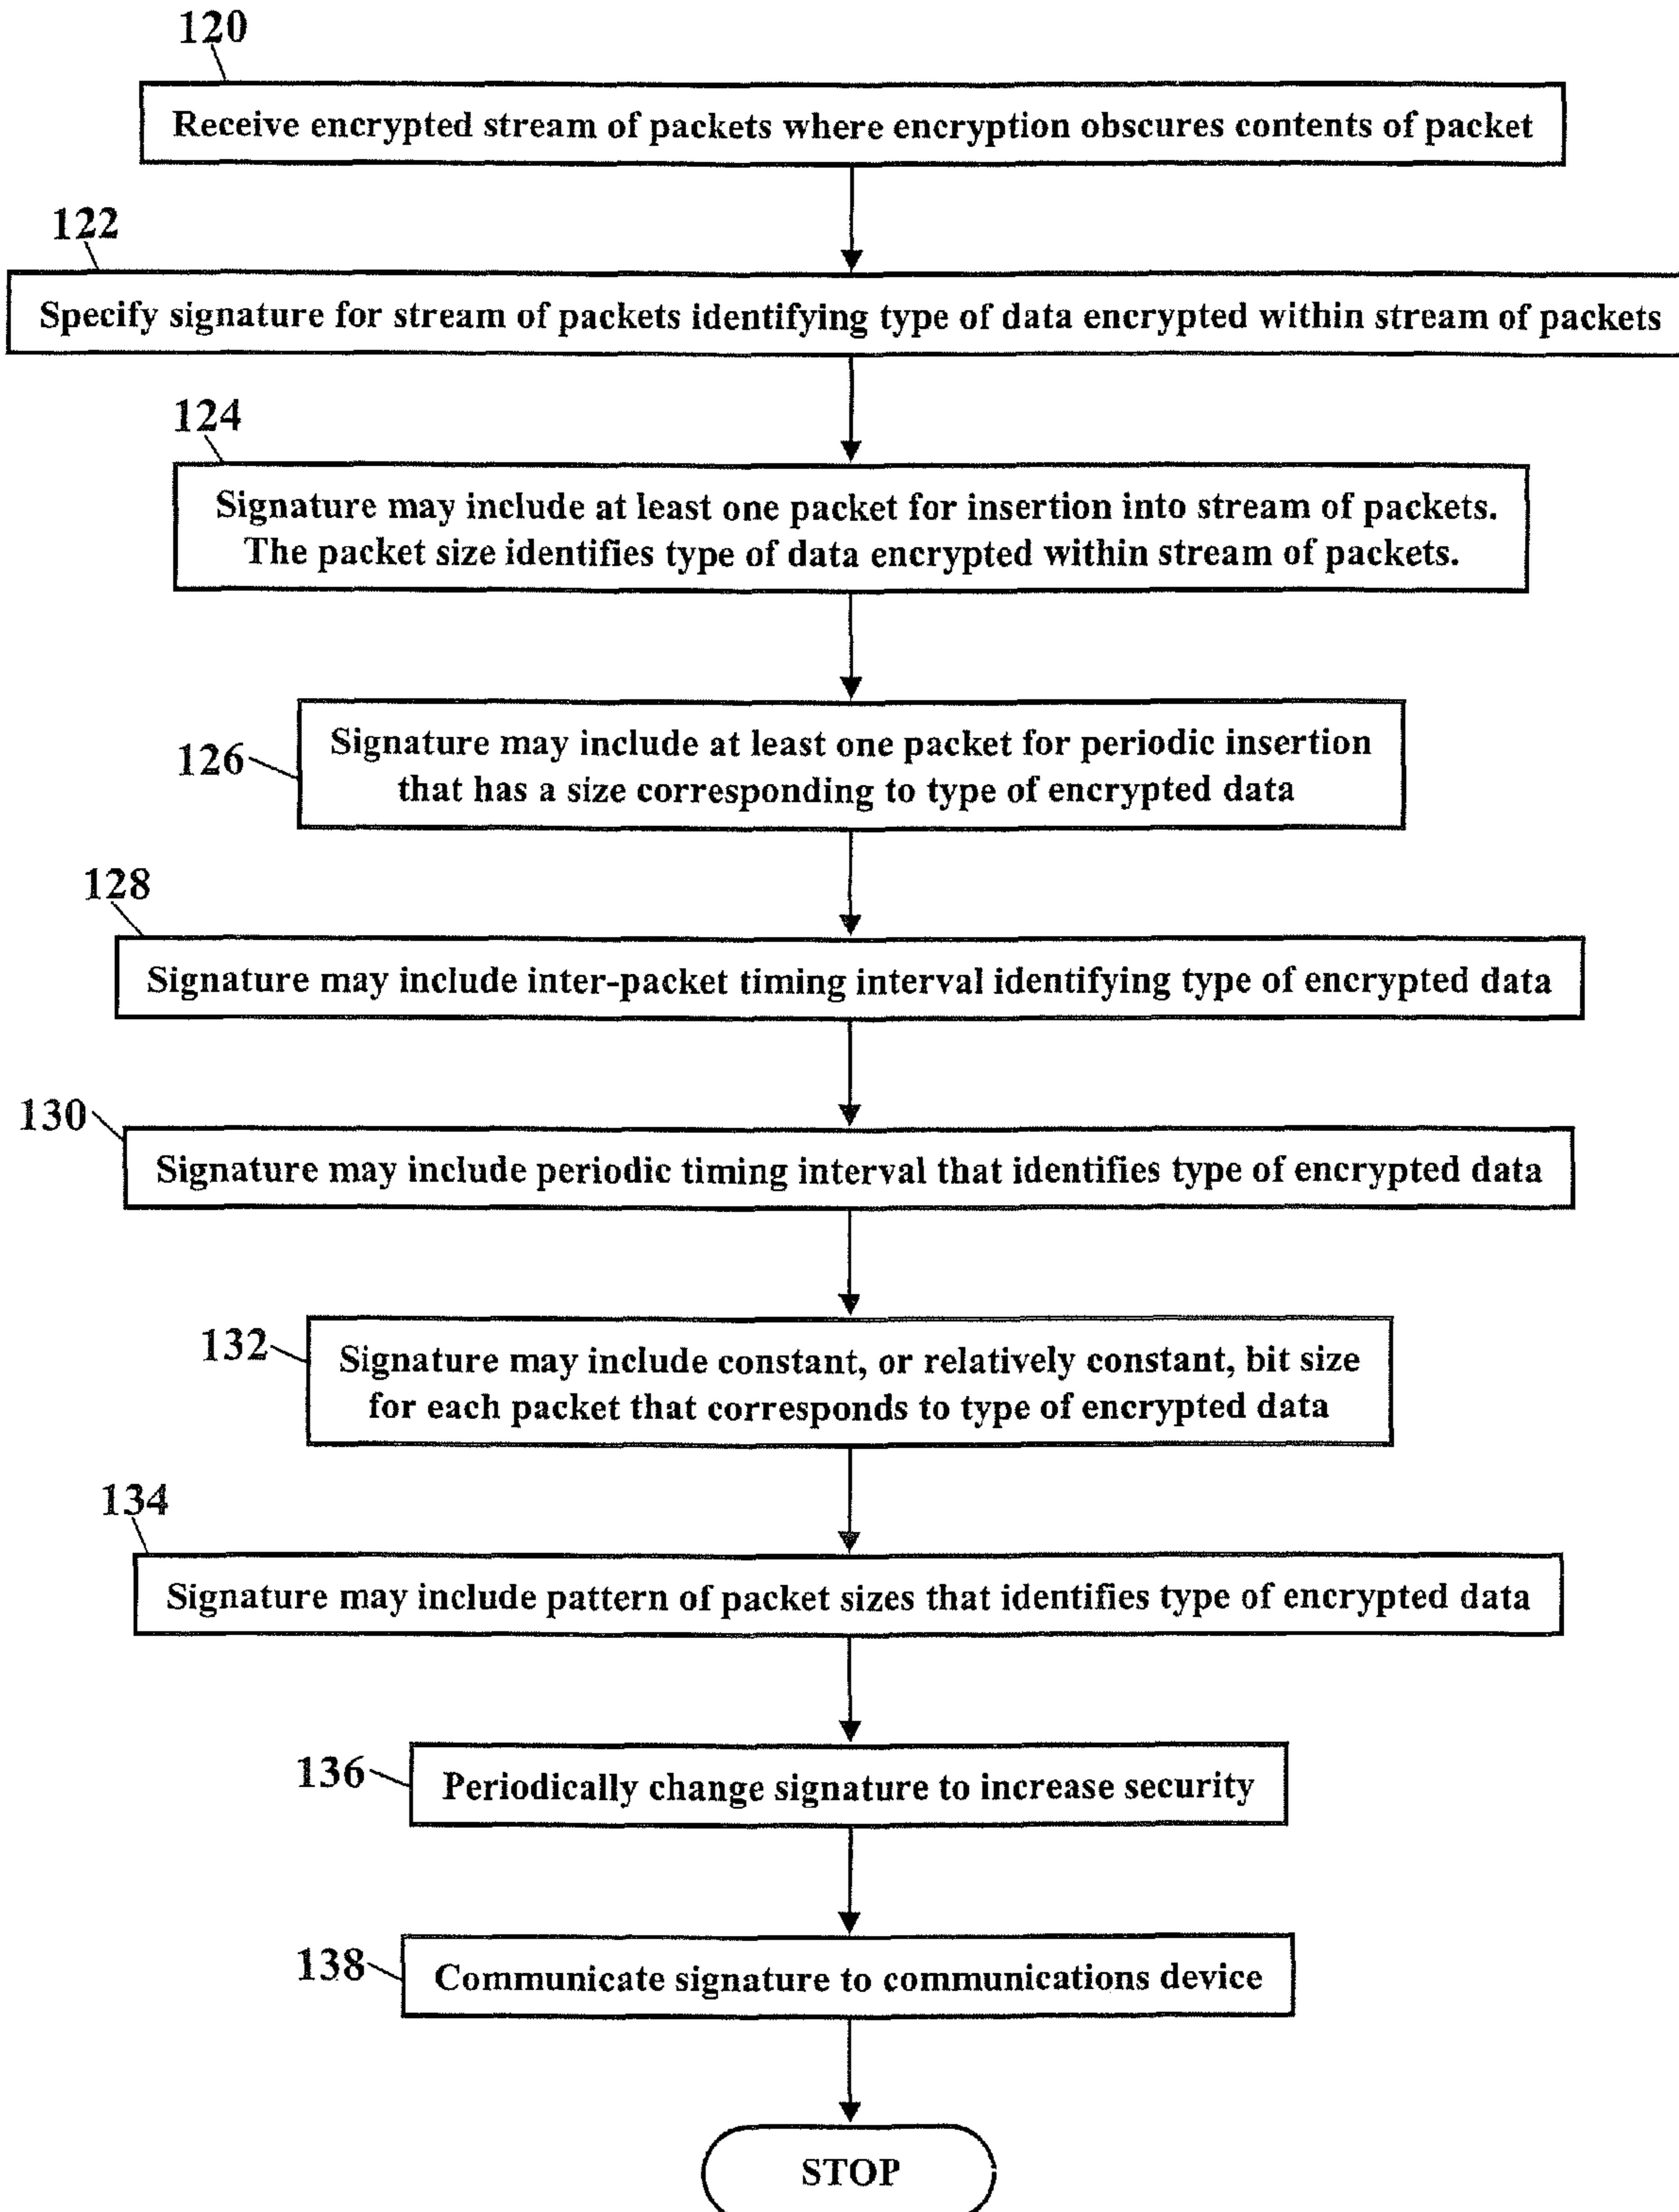 120
Receive encrypted stream of packets where encryption obscures contents of packet
122
Specify signature for stream of packets identifying type of data encrypted within stream of packets
124
Signature may include at least one packet for insertion into stream of packets.
The packet size identifies type of data encrypted within stream of packets.
126
Signature may include at least one packet for periodic insertion
that has a size corresponding to type of encrypted data
128
Signature may include inter-packet timing interval identifying type of encrypted data
130
Signature may include periodic timing interval that identifies type of encrypted data
132
Signature may include constant, or relatively constant, bit size
for each packet that corresponds to type of encrypted data
134
Signature may include pattern of packet sizes that identifies type of encrypted data
136
Periodically change signature to increase security
138
Communicate signature to communications device
STOP